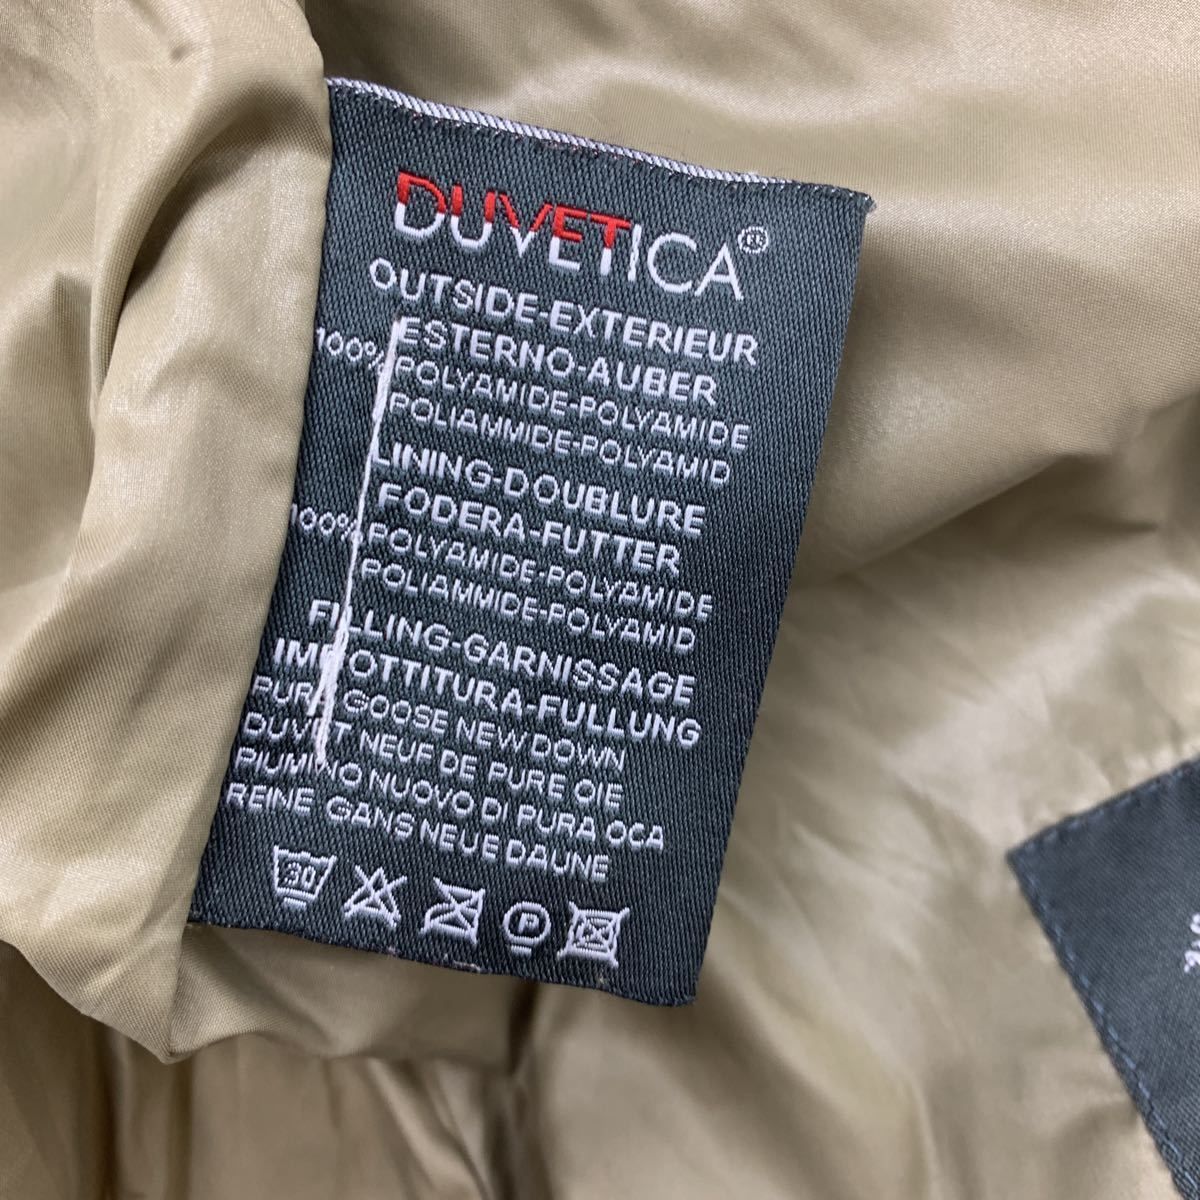 DUVETICA®
OUTSIDE-EXTERIEUR
ESTERNO-AUBER
100% POLYAMIDE-POLYAMIDE
POLIAMMIDE-POLYAMID
LINING-DOUBLURE
FODERA-FUTTER
100% POLYAMIDE-POLYAMIDE
POLIAMMIDE-POLYAMID
FILLING-GARNISSAGE
IMBOTTITURA-FULLUNG
PURE GOOSE NEW DOWN
DUVET NEUF DE PURE OIE
PIUMINO NUOVO DI PURA OCA
REINE GANS NEUE DAUNE
30 P